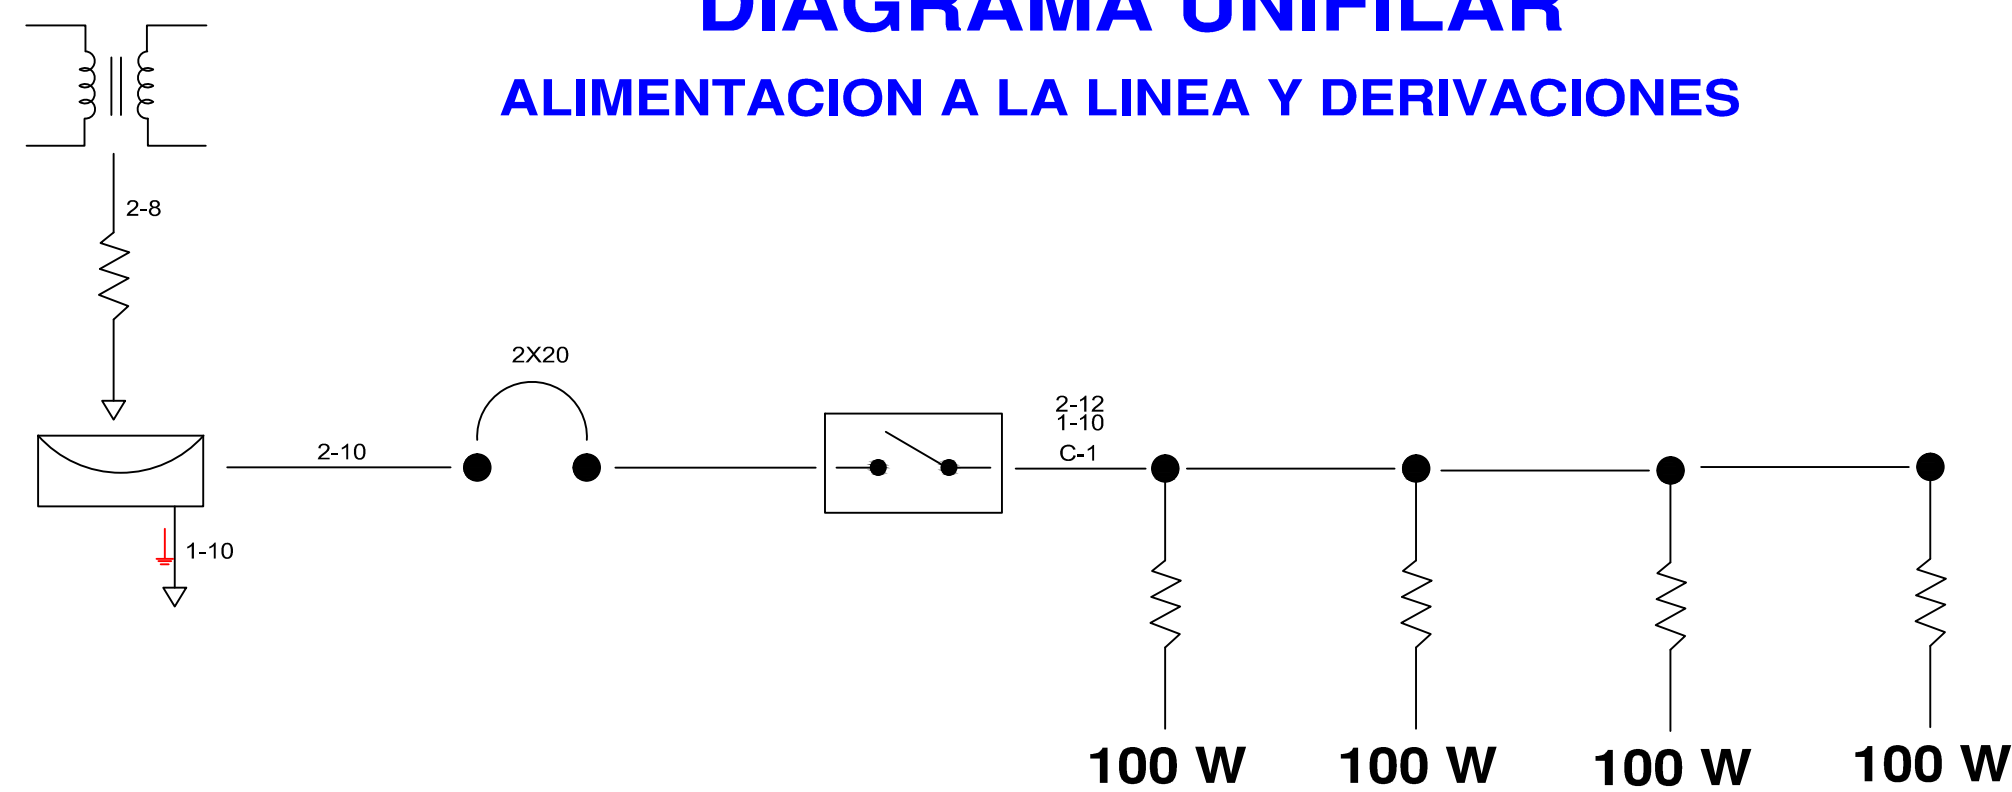 DIAGRAMA UNIFILAR
ALIMENTACION A LA LINEA Y DERIVACIONES
2-8
2X20
2-12
1-10
2-10
C-1
1-10
100 W
100 W
100 W
100 W